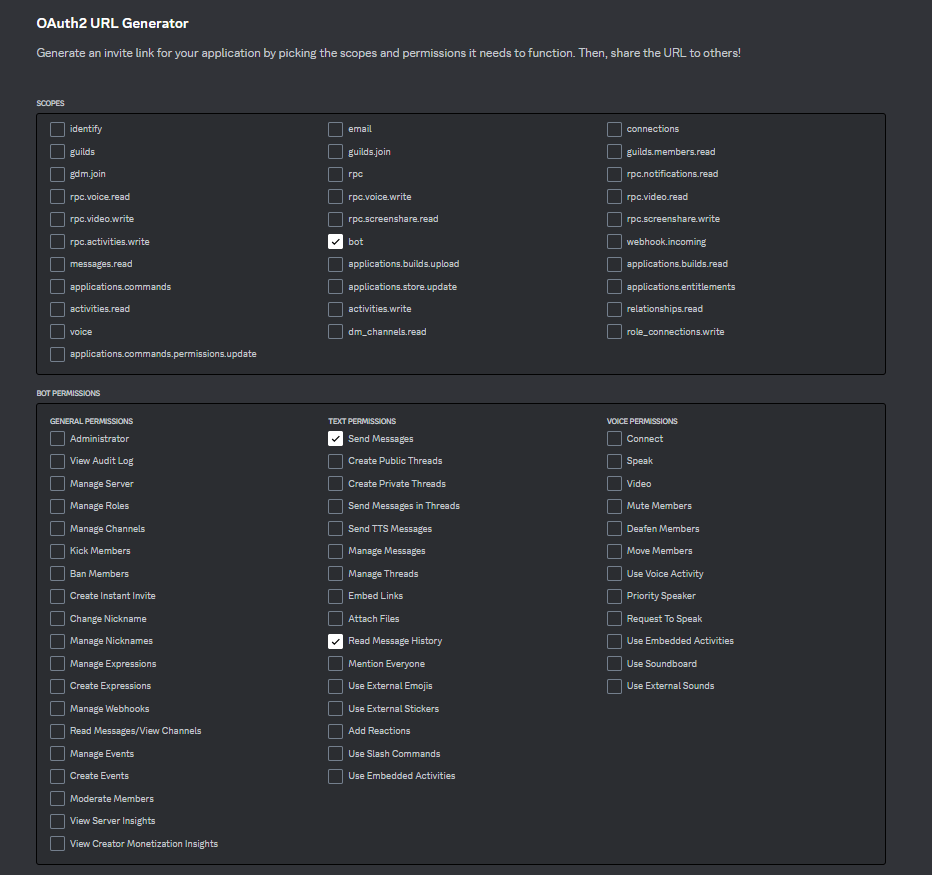 OAuth2 URL Generator
Generate an invite link for your application by picking the scopes and permissions it needs to function. Then, share the URL to others!
SCOPES
identify email connections
guilds guilds.join guilds.members.read
gdm.join rpc rpc.notifications.read
rpc.voice.read rpc.voice.write rpc.video.read
rpc.video.write rpc.screenshare.read rpc.screenshare.write
rpc.activities.write bot webhook.incoming
messages.read applications.builds.upload applications.builds.read
applications.commands applications.store.update applications.entitlements
activities.read activities.write relationships.read
voice dm_channels.read role_connections.write
applications.commands.permissions.update
BOT PERMISSIONS
GENERAL PERMISSIONS
Administrator
View Audit Log
Manage Server
Manage Roles
Manage Channels
Kick Members
Ban Members
Create Instant Invite
Change Nickname
Manage Nicknames
Manage Expressions
Create Expressions
Manage Webhooks
Read Messages/View Channels
Manage Events
Create Events
Moderate Members
View Server Insights
View Creator Monetization Insights
TEXT PERMISSIONS
Send Messages
Create Public Threads
Create Private Threads
Send Messages in Threads
Send TTS Messages
Manage Messages
Manage Threads
Embed Links
Attach Files
Read Message History
Mention Everyone
Use External Emojis
Use External Stickers
Add Reactions
Use Slash Commands
Use Embedded Activities
VOICE PERMISSIONS
Connect
Speak
Video
Mute Members
Deafen Members
Move Members
Use Voice Activity
Priority Speaker
Request To Speak
Use Embedded Activities
Use Soundboard
Use External Sounds